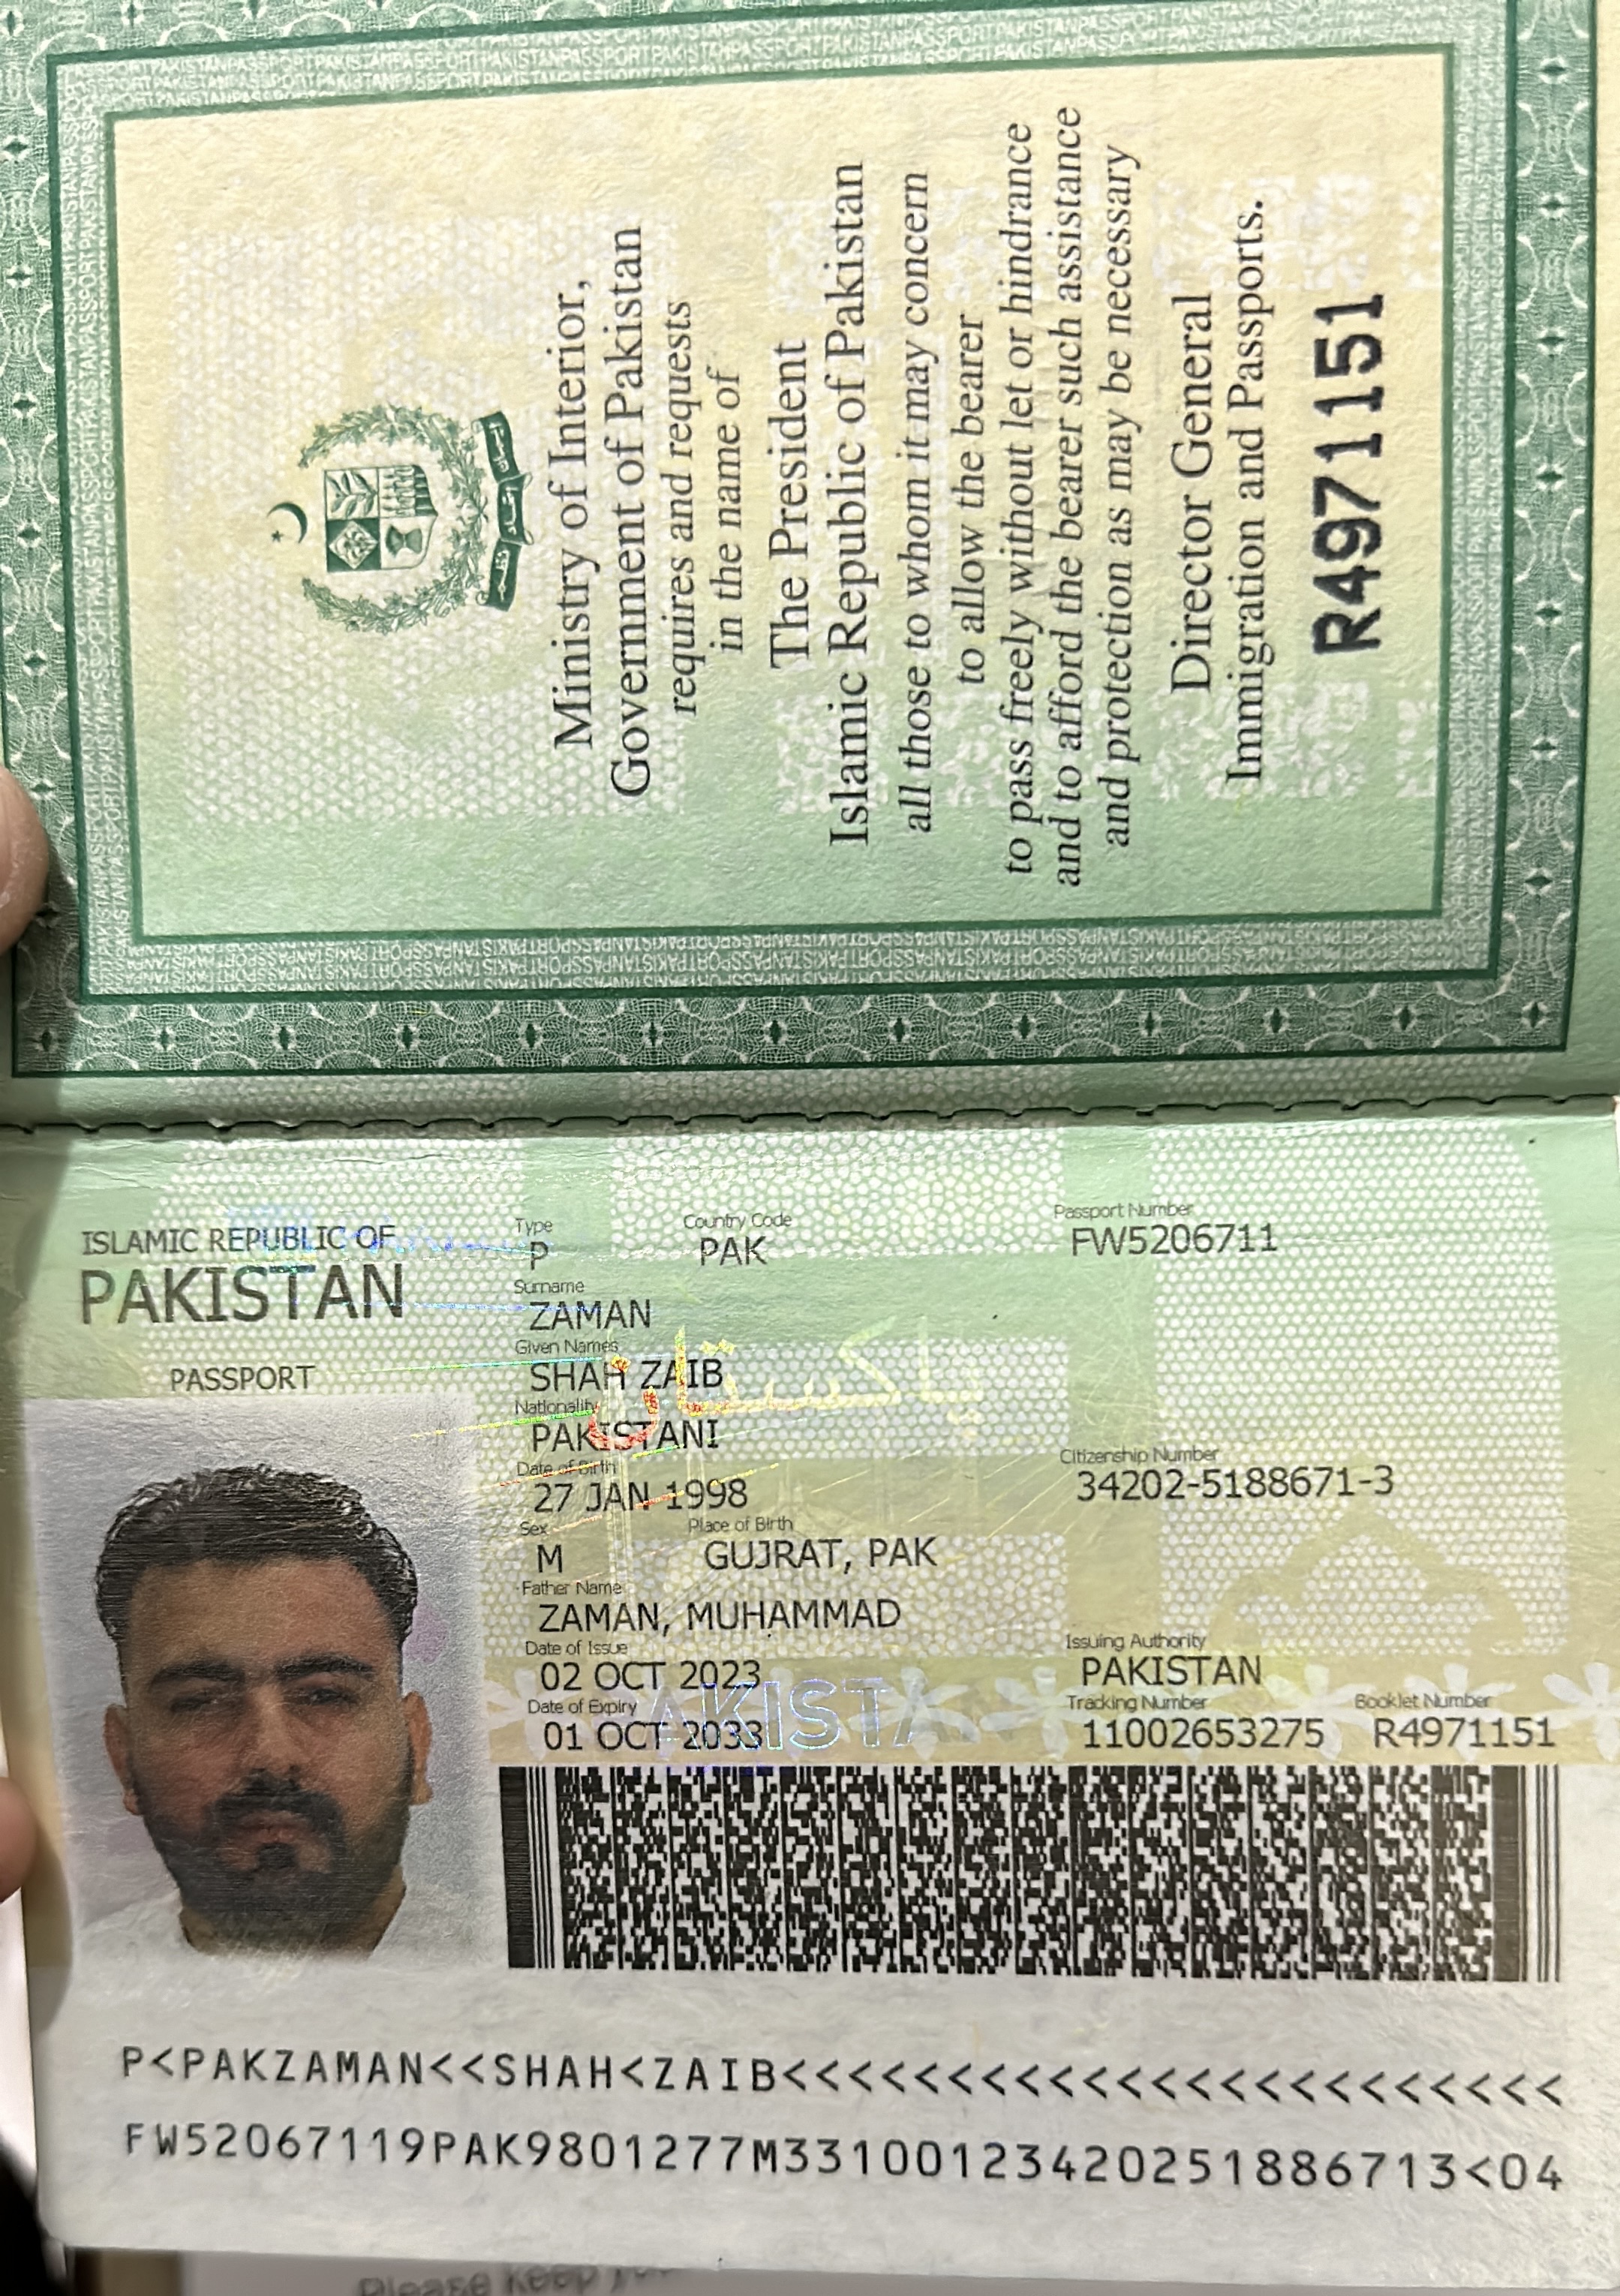 Ministry of Interior,
Government of Pakistan
requires and requests
in the name of
The President
Islamic Republic of Pakistan
all those to whom it may concern
to allow the bearer
to pass freely without let or hindrance
and to afford the bearer such assistance
and protection as may be necessary
Director General
Immigration and Passports.
R4971151
ISLAMIC REPUBLIC OF
PAKISTAN
PASSPORT
Type Country Code Passport Number
P PAK FW5206711
Surname
ZAMAN
Given Names
SHAH ZAIB
پاکستان
Nationality
PAKISTANI
Date of Birth Citizenship Number
27 JAN 1998 34202-5188671-3
Sex Place of Birth
M GUJRAT, PAK
Father Name
ZAMAN, MUHAMMAD
Date of Issue Issuing Authority
02 OCT 2023 PAKISTAN
Date of Expiry Tracking Number Booklet Number
01 OCT 2033 11002653275 R4971151
P<PAKZAMAN<<SHAH<ZAIB<<<<<<<<<<<<<<<<<<<<<<<
FW52067119PAK9801277M33100123420251886713<04
Please keep